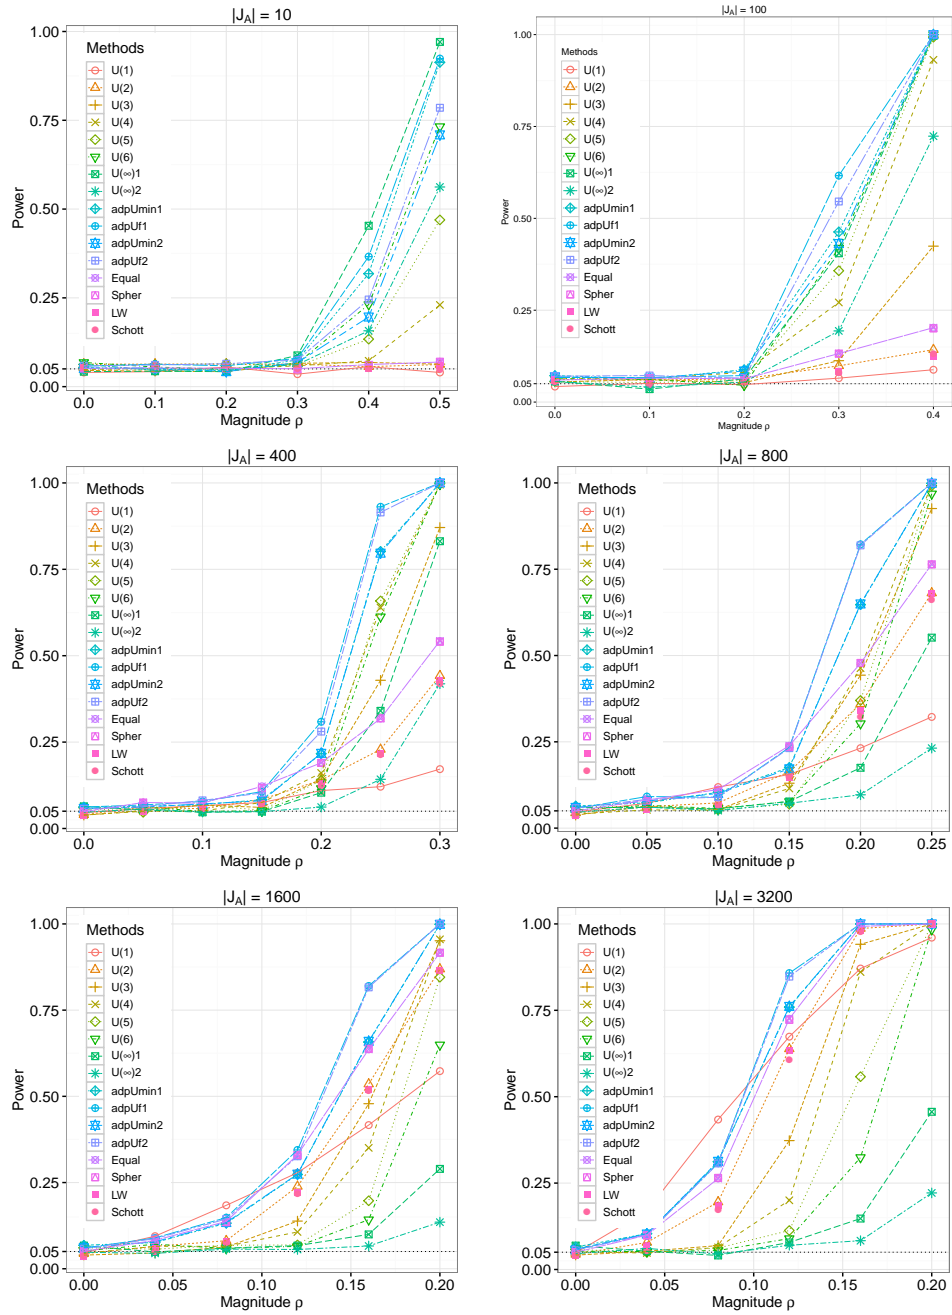 |J_A| = 10
Power
1.00
0.75
0.50
0.25
0.05
0.00
Methods
U(1)
U(2)
U(3)
U(4)
U(5)
U(6)
U(∞)1
U(∞)2
adpUmin1
adpUf1
adpUmin2
adpUf2
Equal
Spher
LW
Schott
0.0 0.1 0.2 0.3 0.4 0.5
Magnitude ρ
|J_A| = 100
Power
1.00
0.75
0.50
0.25
0.05
0.00
Methods
U(1)
U(2)
U(3)
U(4)
U(5)
U(6)
U(∞)1
U(∞)2
adpUmin1
adpUf1
adpUmin2
adpUf2
Equal
Spher
LW
Schott
0.0 0.1 0.2 0.3 0.4
Magnitude ρ
|J_A| = 400
Power
1.00
0.75
0.50
0.25
0.05
0.00
Methods
U(1)
U(2)
U(3)
U(4)
U(5)
U(6)
U(∞)1
U(∞)2
adpUmin1
adpUf1
adpUmin2
adpUf2
Equal
Spher
LW
Schott
0.0 0.1 0.2 0.3
Magnitude ρ
|J_A| = 800
Power
1.00
0.75
0.50
0.25
0.05
0.00
Methods
U(1)
U(2)
U(3)
U(4)
U(5)
U(6)
U(∞)1
U(∞)2
adpUmin1
adpUf1
adpUmin2
adpUf2
Equal
Spher
LW
Schott
0.00 0.05 0.10 0.15 0.20 0.25
Magnitude ρ
|J_A| = 1600
Power
1.00
0.75
0.50
0.25
0.05
0.00
Methods
U(1)
U(2)
U(3)
U(4)
U(5)
U(6)
U(∞)1
U(∞)2
adpUmin1
adpUf1
adpUmin2
adpUf2
Equal
Spher
LW
Schott
0.00 0.05 0.10 0.15 0.20
Magnitude ρ
|J_A| = 3200
Power
1.00
0.75
0.50
0.25
0.05
0.00
Methods
U(1)
U(2)
U(3)
U(4)
U(5)
U(6)
U(∞)1
U(∞)2
adpUmin1
adpUf1
adpUmin2
adpUf2
Equal
Spher
LW
Schott
0.00 0.05 0.10 0.15 0.20
Magnitude ρ